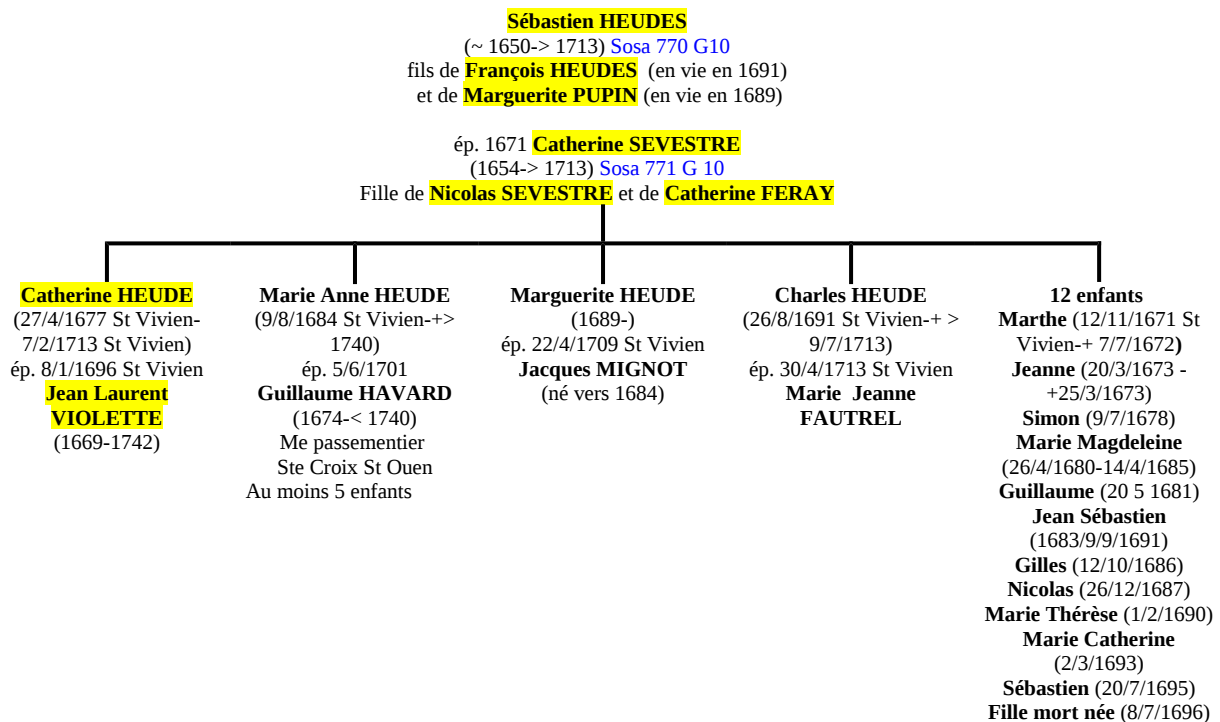 Sébastien HEUDES
(~ 1650-> 1713) Sosa 770 G10
fils de François HEUDES (en vie en 1691)
et de Marguerite PUPIN (en vie en 1689)
ép. 1671 Catherine SEVESTRE
(1654-> 1713) Sosa 771 G 10
Fille de Nicolas SEVESTRE et de Catherine FERAY
Catherine HEUDE
(27/4/1677 St Vivien-
7/2/1713 St Vivien)
ép. 8/1/1696 St Vivien
Jean Laurent
VIOLETTE
(1669-1742)
Marie Anne HEUDE
(9/8/1684 St Vivien-+>
1740)
ép. 5/6/1701
Guillaume HAVARD
(1674-< 1740)
Me passementier
Ste Croix St Ouen
Au moins 5 enfants
Marguerite HEUDE
(1689-)
ép. 22/4/1709 St Vivien
Jacques MIGNOT
(né vers 1684)
Charles HEUDE
(26/8/1691 St Vivien-+ >
9/7/1713)
ép. 30/4/1713 St Vivien
Marie Jeanne
FAUTREL
12 enfants
Marthe (12/11/1671 St
Vivien-+ 7/7/1672)
Jeanne (20/3/1673 -
+25/3/1673)
Simon (9/7/1678)
Marie Magdeleine
(26/4/1680-14/4/1685)
Guillaume (20 5 1681)
Jean Sébastien
(1683/9/9/1691)
Gilles (12/10/1686)
Nicolas (26/12/1687)
Marie Thérèse (1/2/1690)
Marie Catherine
(2/3/1693)
Sébastien (20/7/1695)
Fille mort née (8/7/1696)